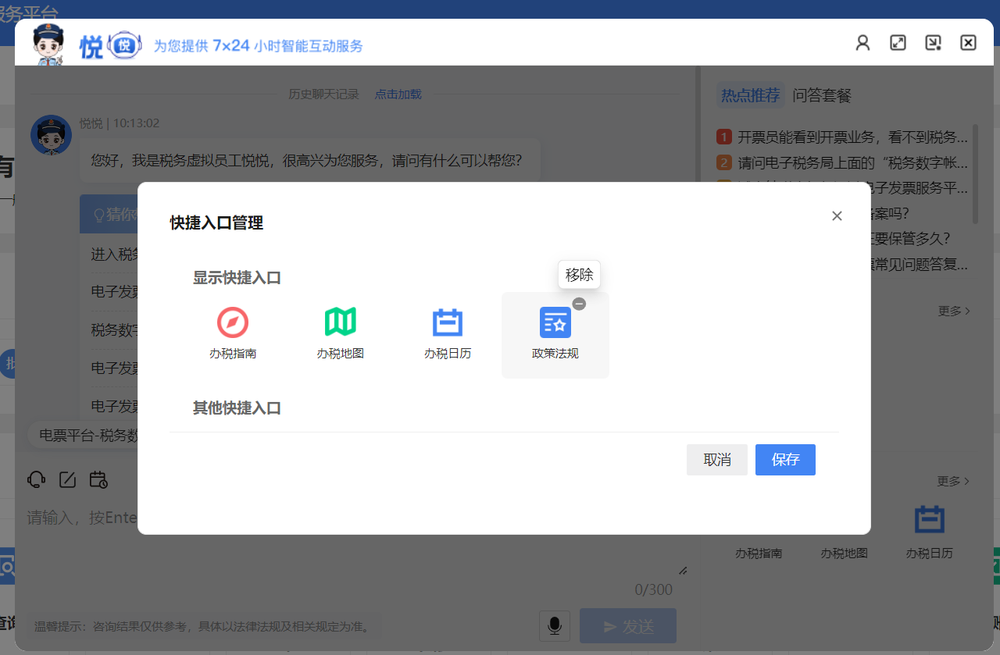 服务平台
悦 悦 为您提供 7×24 小时智能互动服务
历史聊天记录 点击加载
热点推荐 问答套餐
悦悦 | 10:13:02
您好，我是税务虚拟员工悦悦，很高兴为您服务，请问有什么可以帮您?
1 开票员能看到开票业务，看不到税务...
2 请问电子税务局上面的“税务数字帐...
电子发票服务平...
备案吗?
要保管多久?
常见问题答复...
更多 >
猜你
进入税务
电子发票
税务数字
电子发票
电子发票
电票平台-税务数
快捷入口管理
显示快捷入口
移除
办税指南 办税地图 办税日历 政策法规
其他快捷入口
取消 保存
请输入，按Ente
更多 >
办税指南 办税地图 办税日历
0/300
温馨提示：咨询结果仅供参考，具体以法律法规及相关规定为准。
发送
有
查询